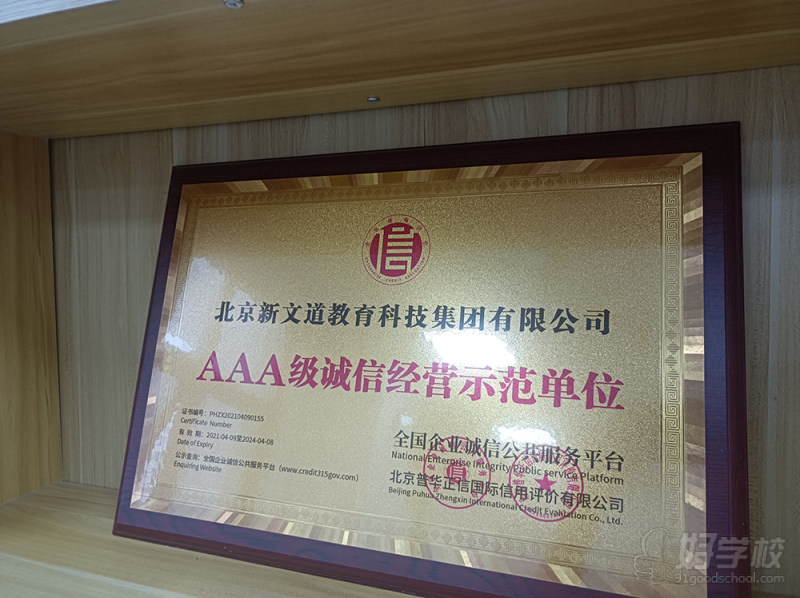 信
北京新文道教育科技集团有限公司
AAA级诚信经营示范单位
证书编号：PHZX202104090155
Certificate Number
有 效 期：2021-04-09至2024-04-08
Date of Expiry
公示查询：全国企业诚信公共服务平台（www.credit315gov.com）
Enquiring Website
全国企业诚信公共服务平台
National Enterprise Integrity Public service Platform
北京普华正信国际信用评价有限公司
Beijing Puhua Zhengxin International Credit Evahtation Co., Ltd.
好学校
91goodschool.com